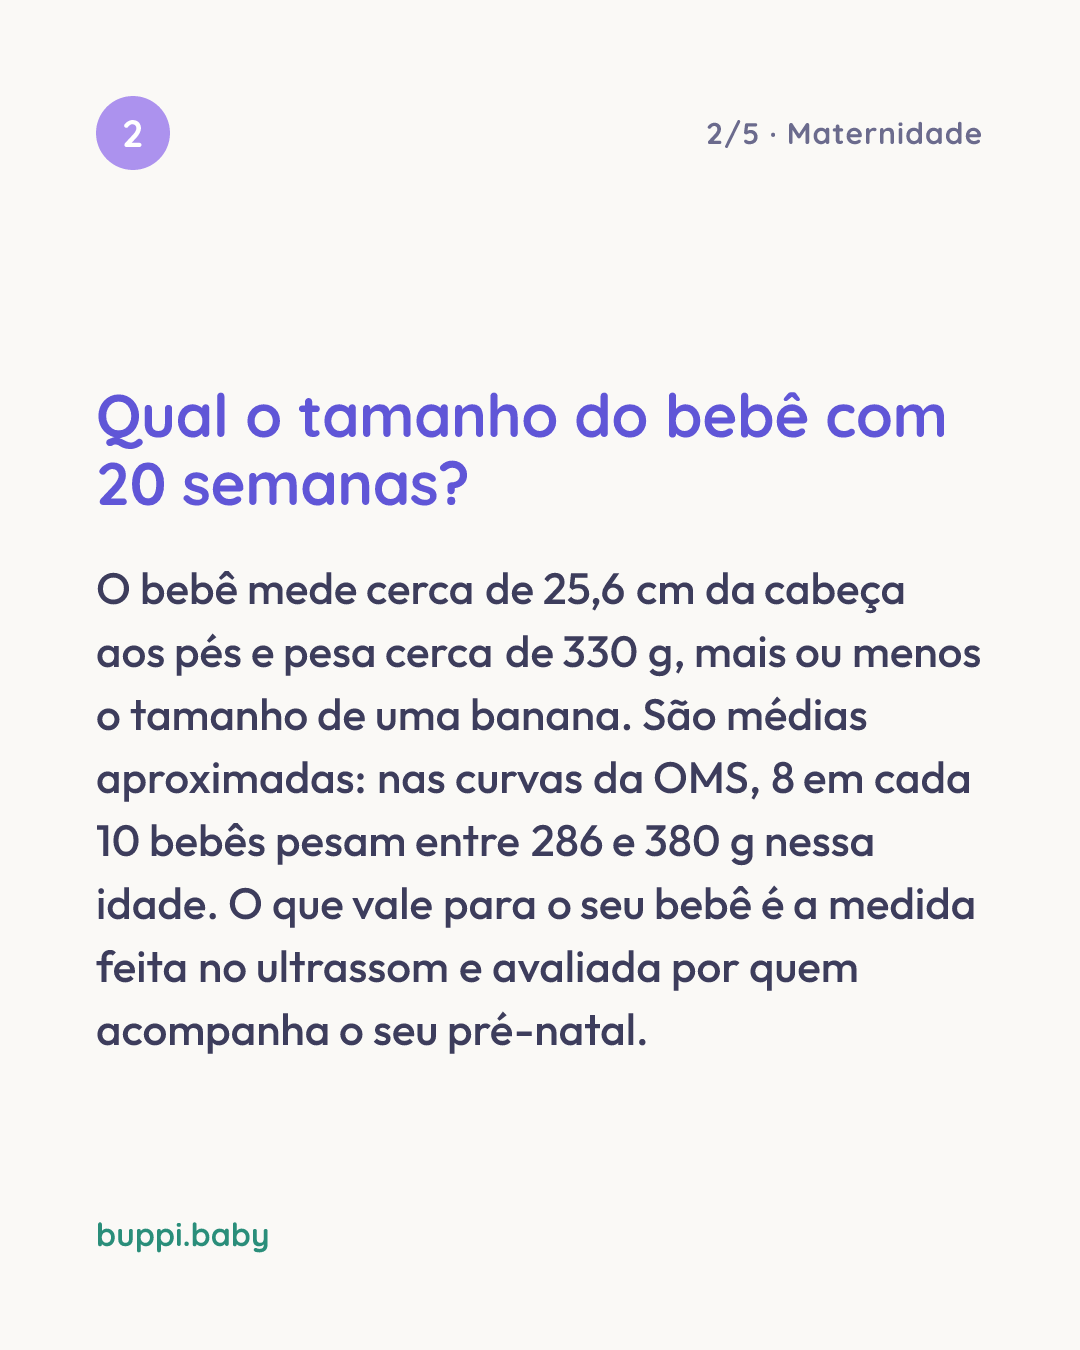 2
2/5 · Maternidade
Qual o tamanho do bebê com
20 semanas?
O bebê mede cerca de 25,6 cm da cabeça
aos pés e pesa cerca de 330 g, mais ou menos
o tamanho de uma banana. São médias
aproximadas: nas curvas da OMS, 8 em cada
10 bebês pesam entre 286 e 380 g nessa
idade. O que vale para o seu bebê é a medida
feita no ultrassom e avaliada por quem
acompanha o seu pré-natal.
buppi.baby